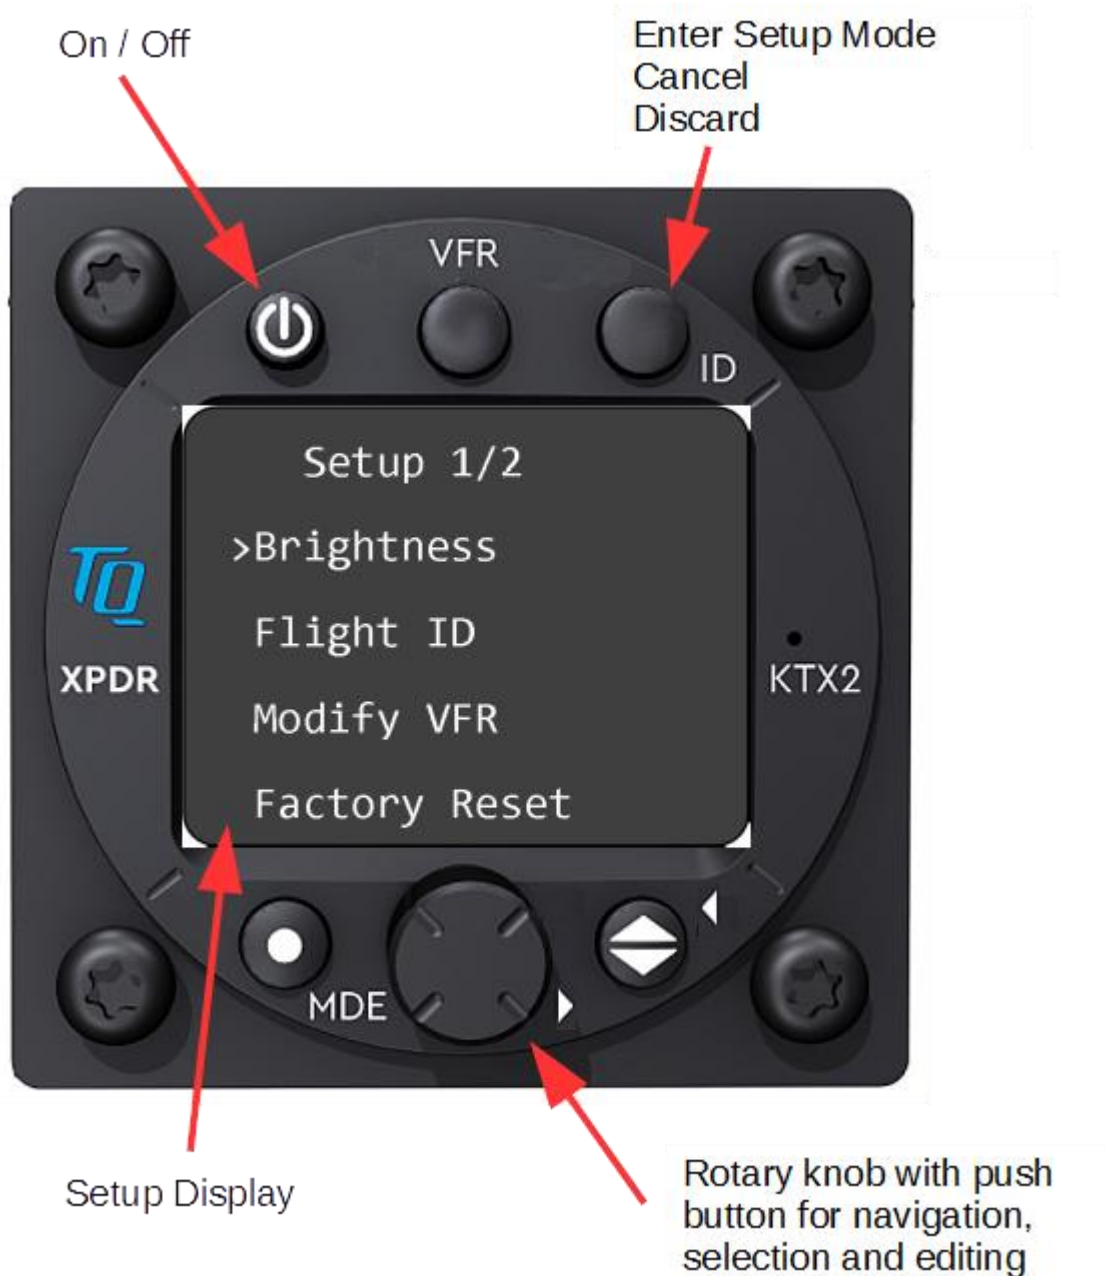 On / Off
Enter Setup Mode
Cancel
Discard
VFR
ID
Setup 1/2
>Brightness
Flight ID
Modify VFR
Factory Reset
TQ
XPDR
KTX2
MDE
Setup Display
Rotary knob with push
button for navigation,
selection and editing